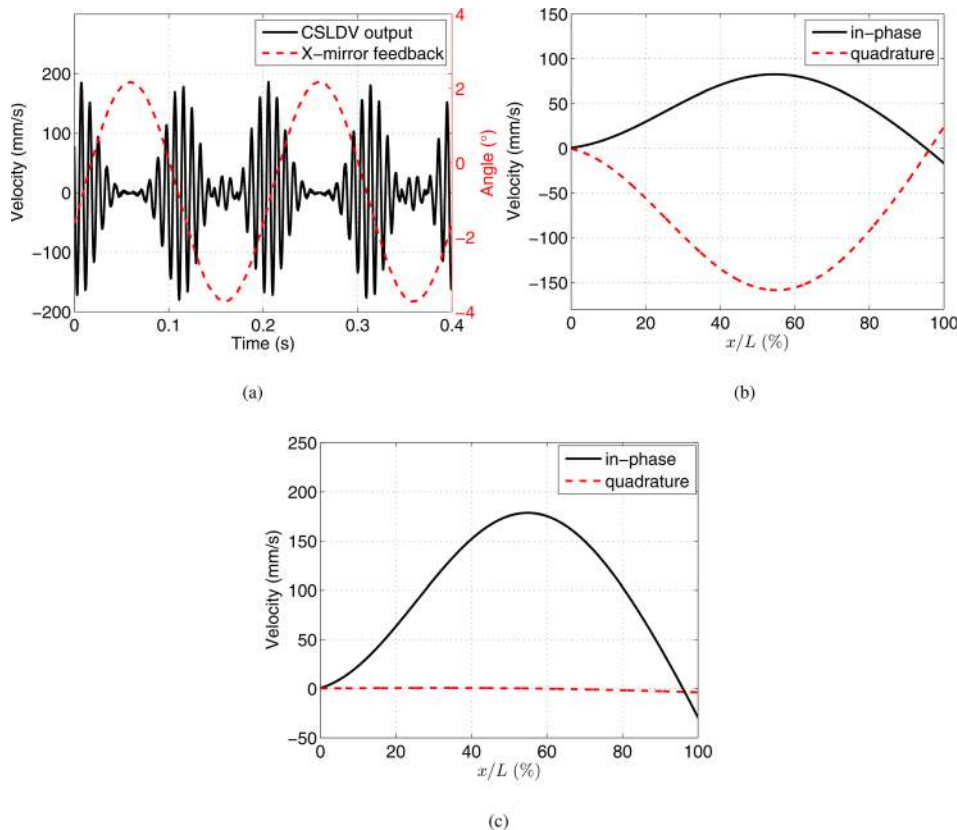 300
200
100
0
−100
−200
Velocity (mm/s)
CSLDV output
X−mirror feedback
4
2
0
−2
−4
Angle (°)
0
0.1
0.2
0.3
0.4
Time (s)
(a)
150
100
50
0
−50
−100
−150
Velocity (mm/s)
in−phase
quadrature
0
20
40
60
80
100
x/L (%)
(b)
250
200
150
100
50
0
−50
Velocity (mm/s)
in−phase
quadrature
0
20
40
60
80
100
x/L (%)
(c)